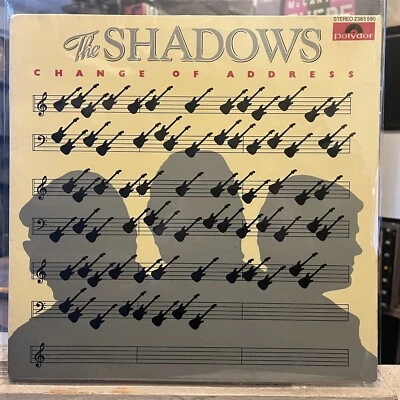 STEREO 2383 590
polydor
The SHADOWS
CHANGE OF ADDRESS